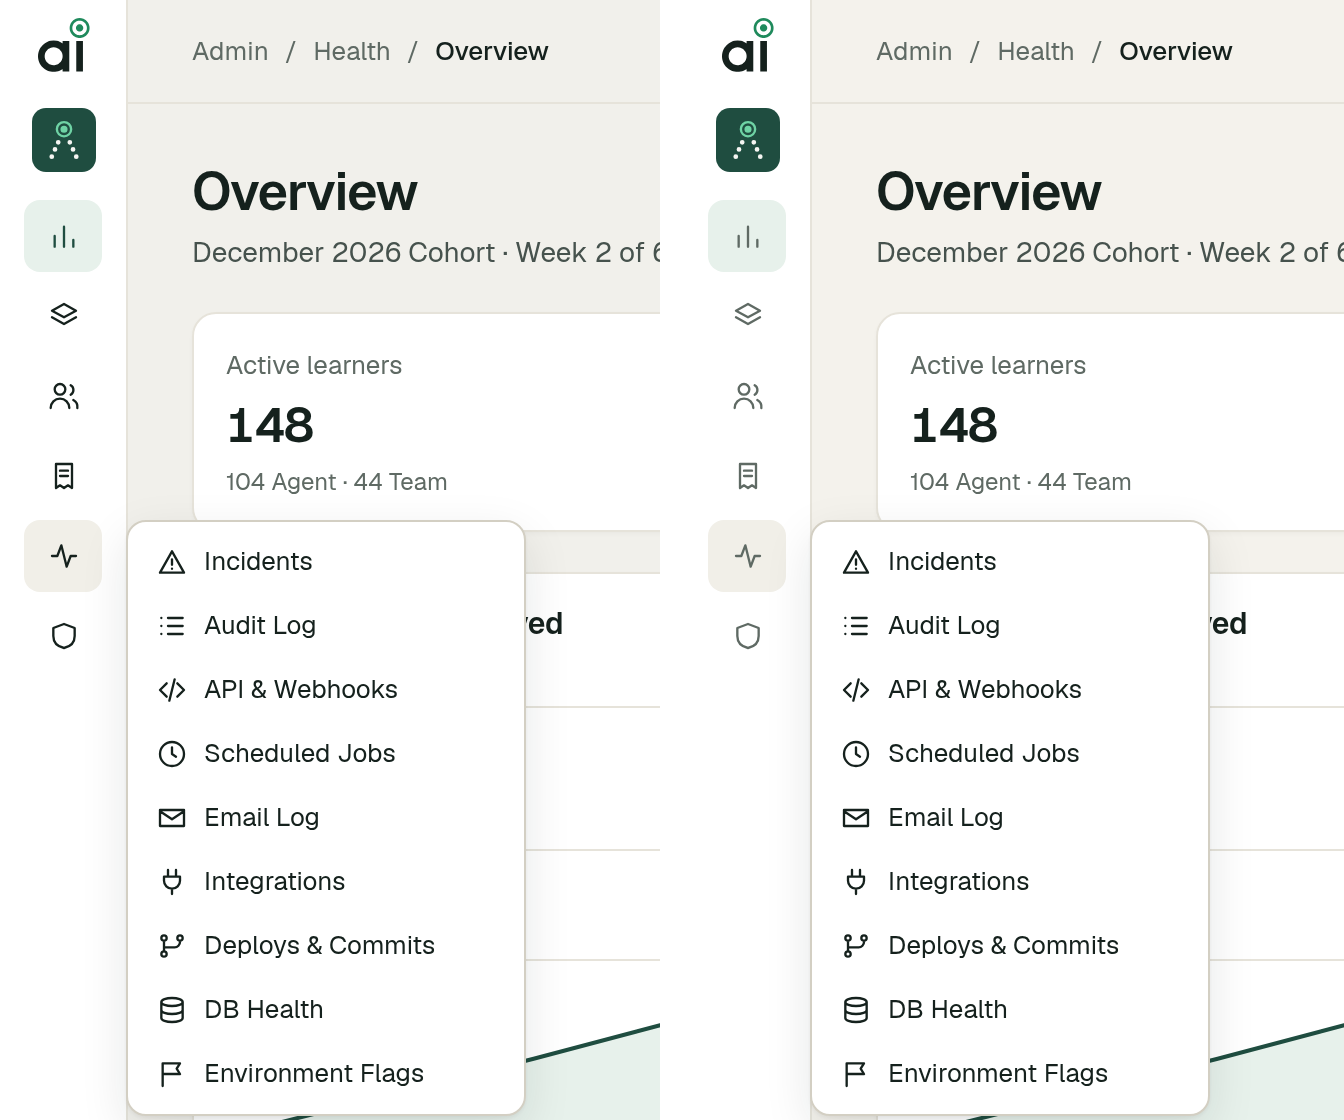 ai
Admin / Health / Overview
Overview
December 2026 Cohort · Week 2 of 6
Active learners
148
104 Agent · 44 Team
Incidents
Audit Log
API & Webhooks
Scheduled Jobs
Email Log
Integrations
Deploys & Commits
DB Health
Environment Flags
ai
Admin / Health / Overview
Overview
December 2026 Cohort · Week 2 of 6
Active learners
148
104 Agent · 44 Team
Incidents
Audit Log
API & Webhooks
Scheduled Jobs
Email Log
Integrations
Deploys & Commits
DB Health
Environment Flags